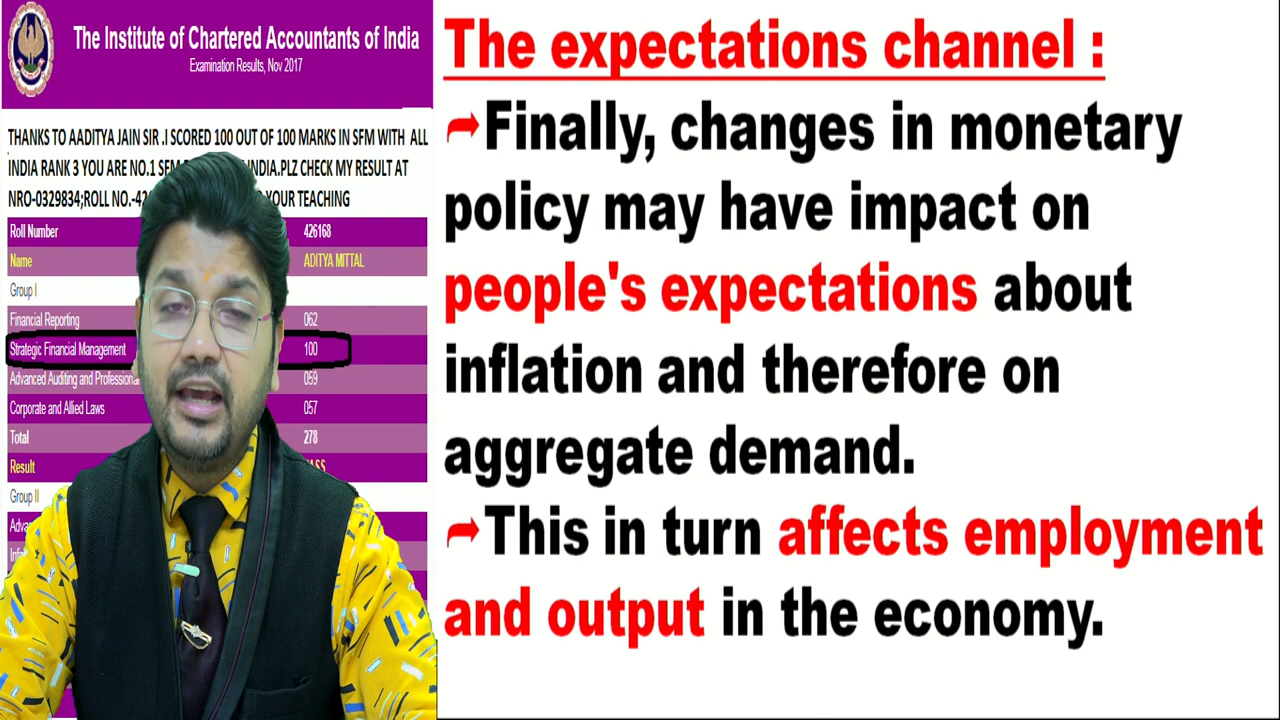 The Institute of Chartered Accountants of India
Examination Results, Nov 2017
THANKS TO AADITYA JAIN SIR .I SCORED 100 OUT OF 100 MARKS IN SFM WITH ALL
INDIA RANK 3 YOU ARE NO.1 SFM INDIA.PLZ CHECK MY RESULT AT
NRO-0329834;ROLL NO.-42 YOUR TEACHING
Roll Number 426168
Name ADITYA MITTAL
Group I
Financial Reporting 062
Strategic Financial Management 100
Advanced Auditing and Professional 059
Corporate and Allied Laws 057
Total 278
Result PASS
Group II
The expectations channel :
Finally, changes in monetary
policy may have impact on
people's expectations about
inflation and therefore on
aggregate demand.
This in turn affects employment
and output in the economy.